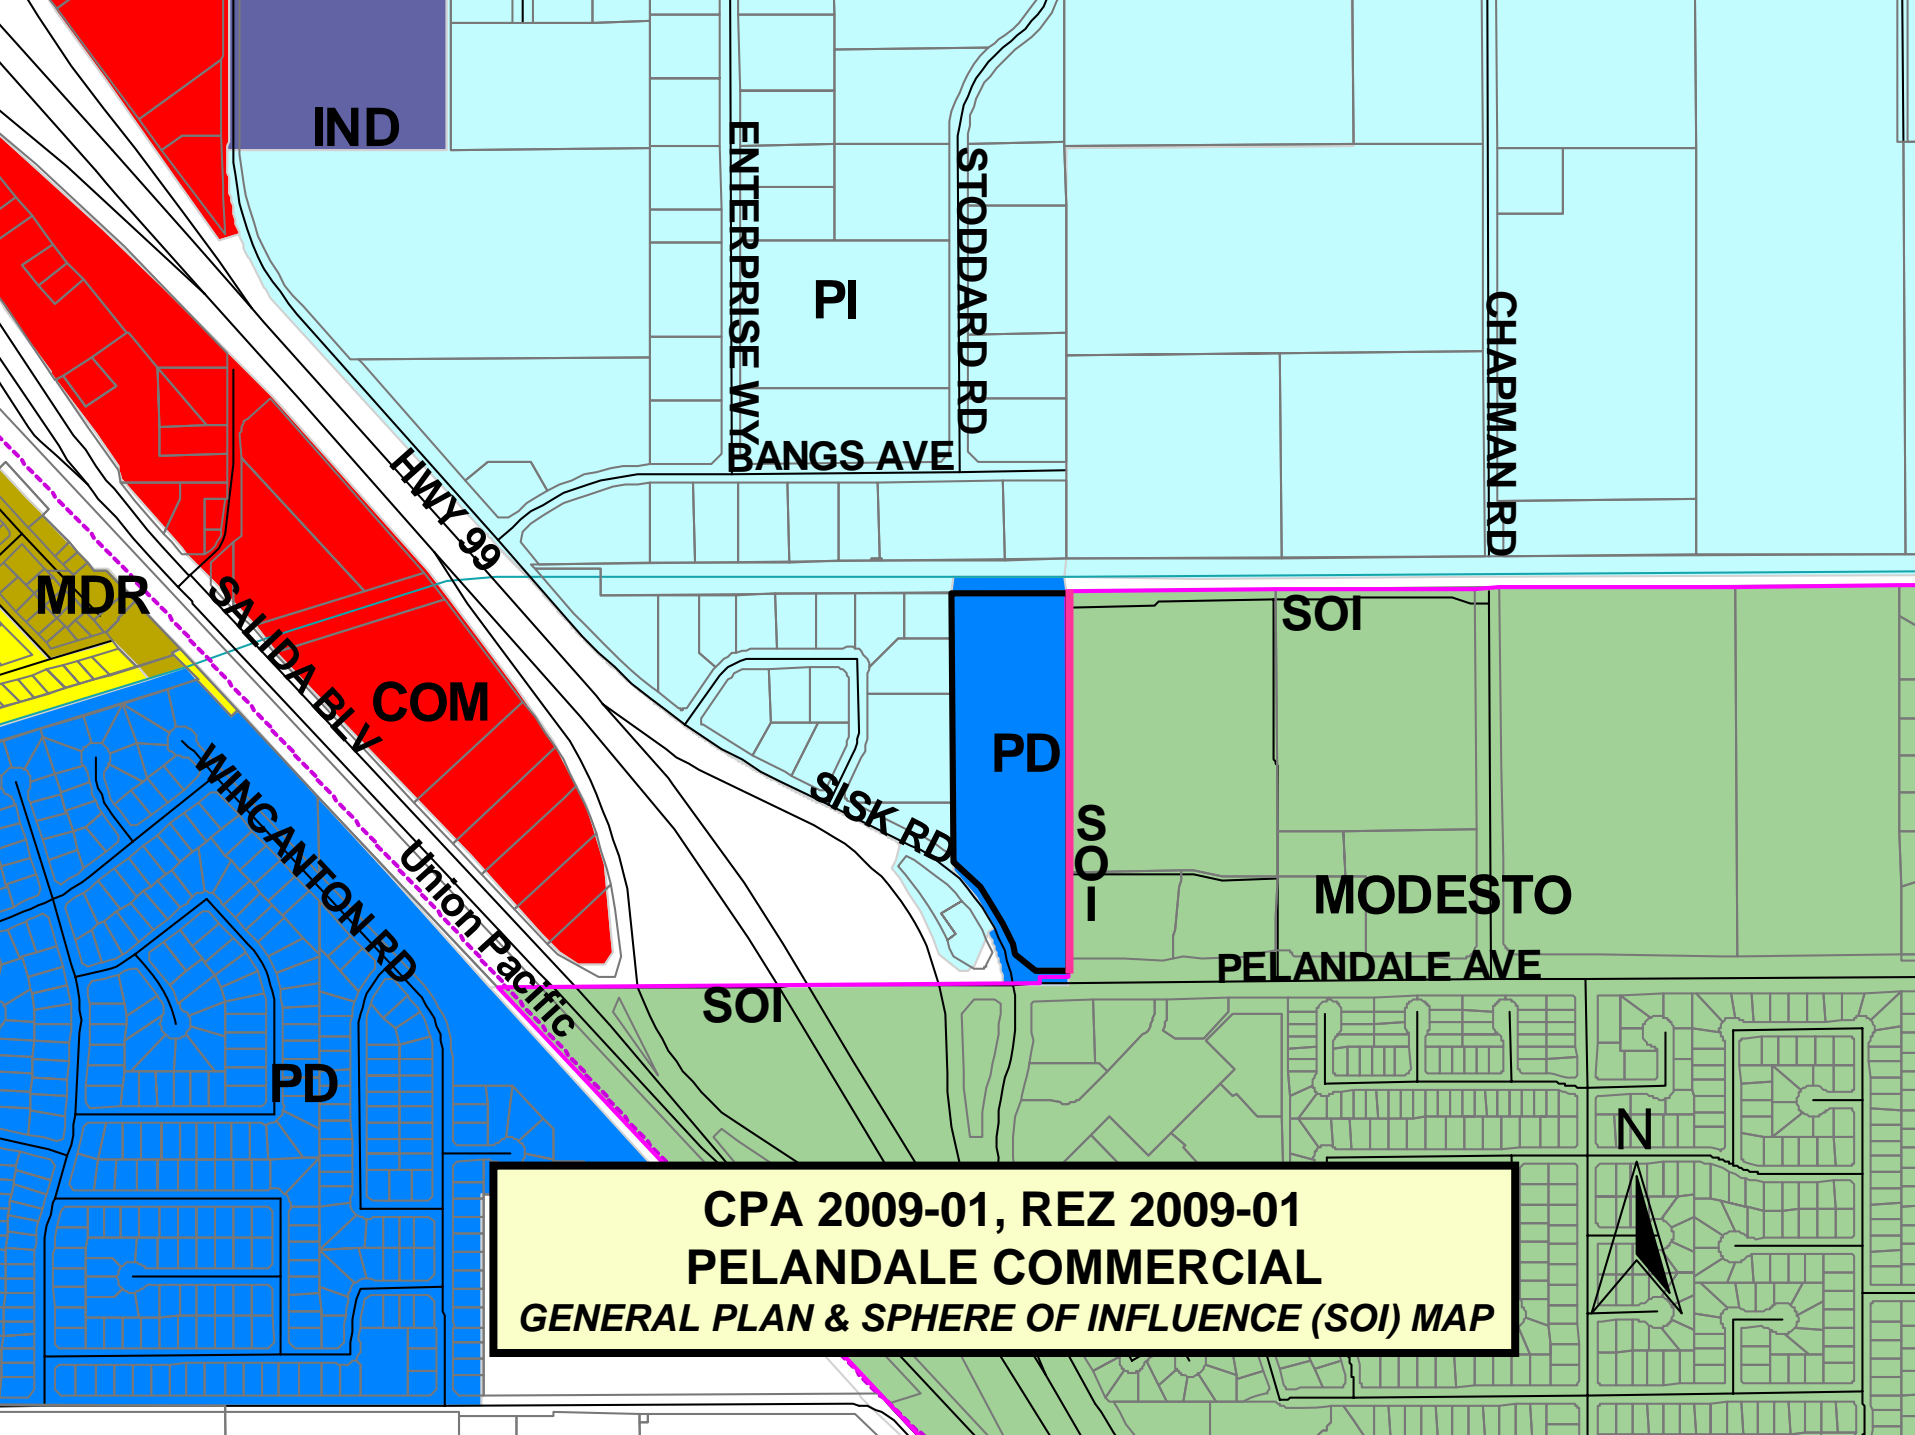 IND
ENTERPRISE WY
STODDARD RD
PI
CHAPMAN RD
BANGS AVE
HWY 99
MDR
SALIDA BLV
SOI
COM
PD
WINCANTON RD
SISK RD
SOI
Union Pacific
MODESTO
PELANDALE AVE
SOI
PD
N
CPA 2009-01, REZ 2009-01
PELANDALE COMMERCIAL
GENERAL PLAN & SPHERE OF INFLUENCE (SOI) MAP